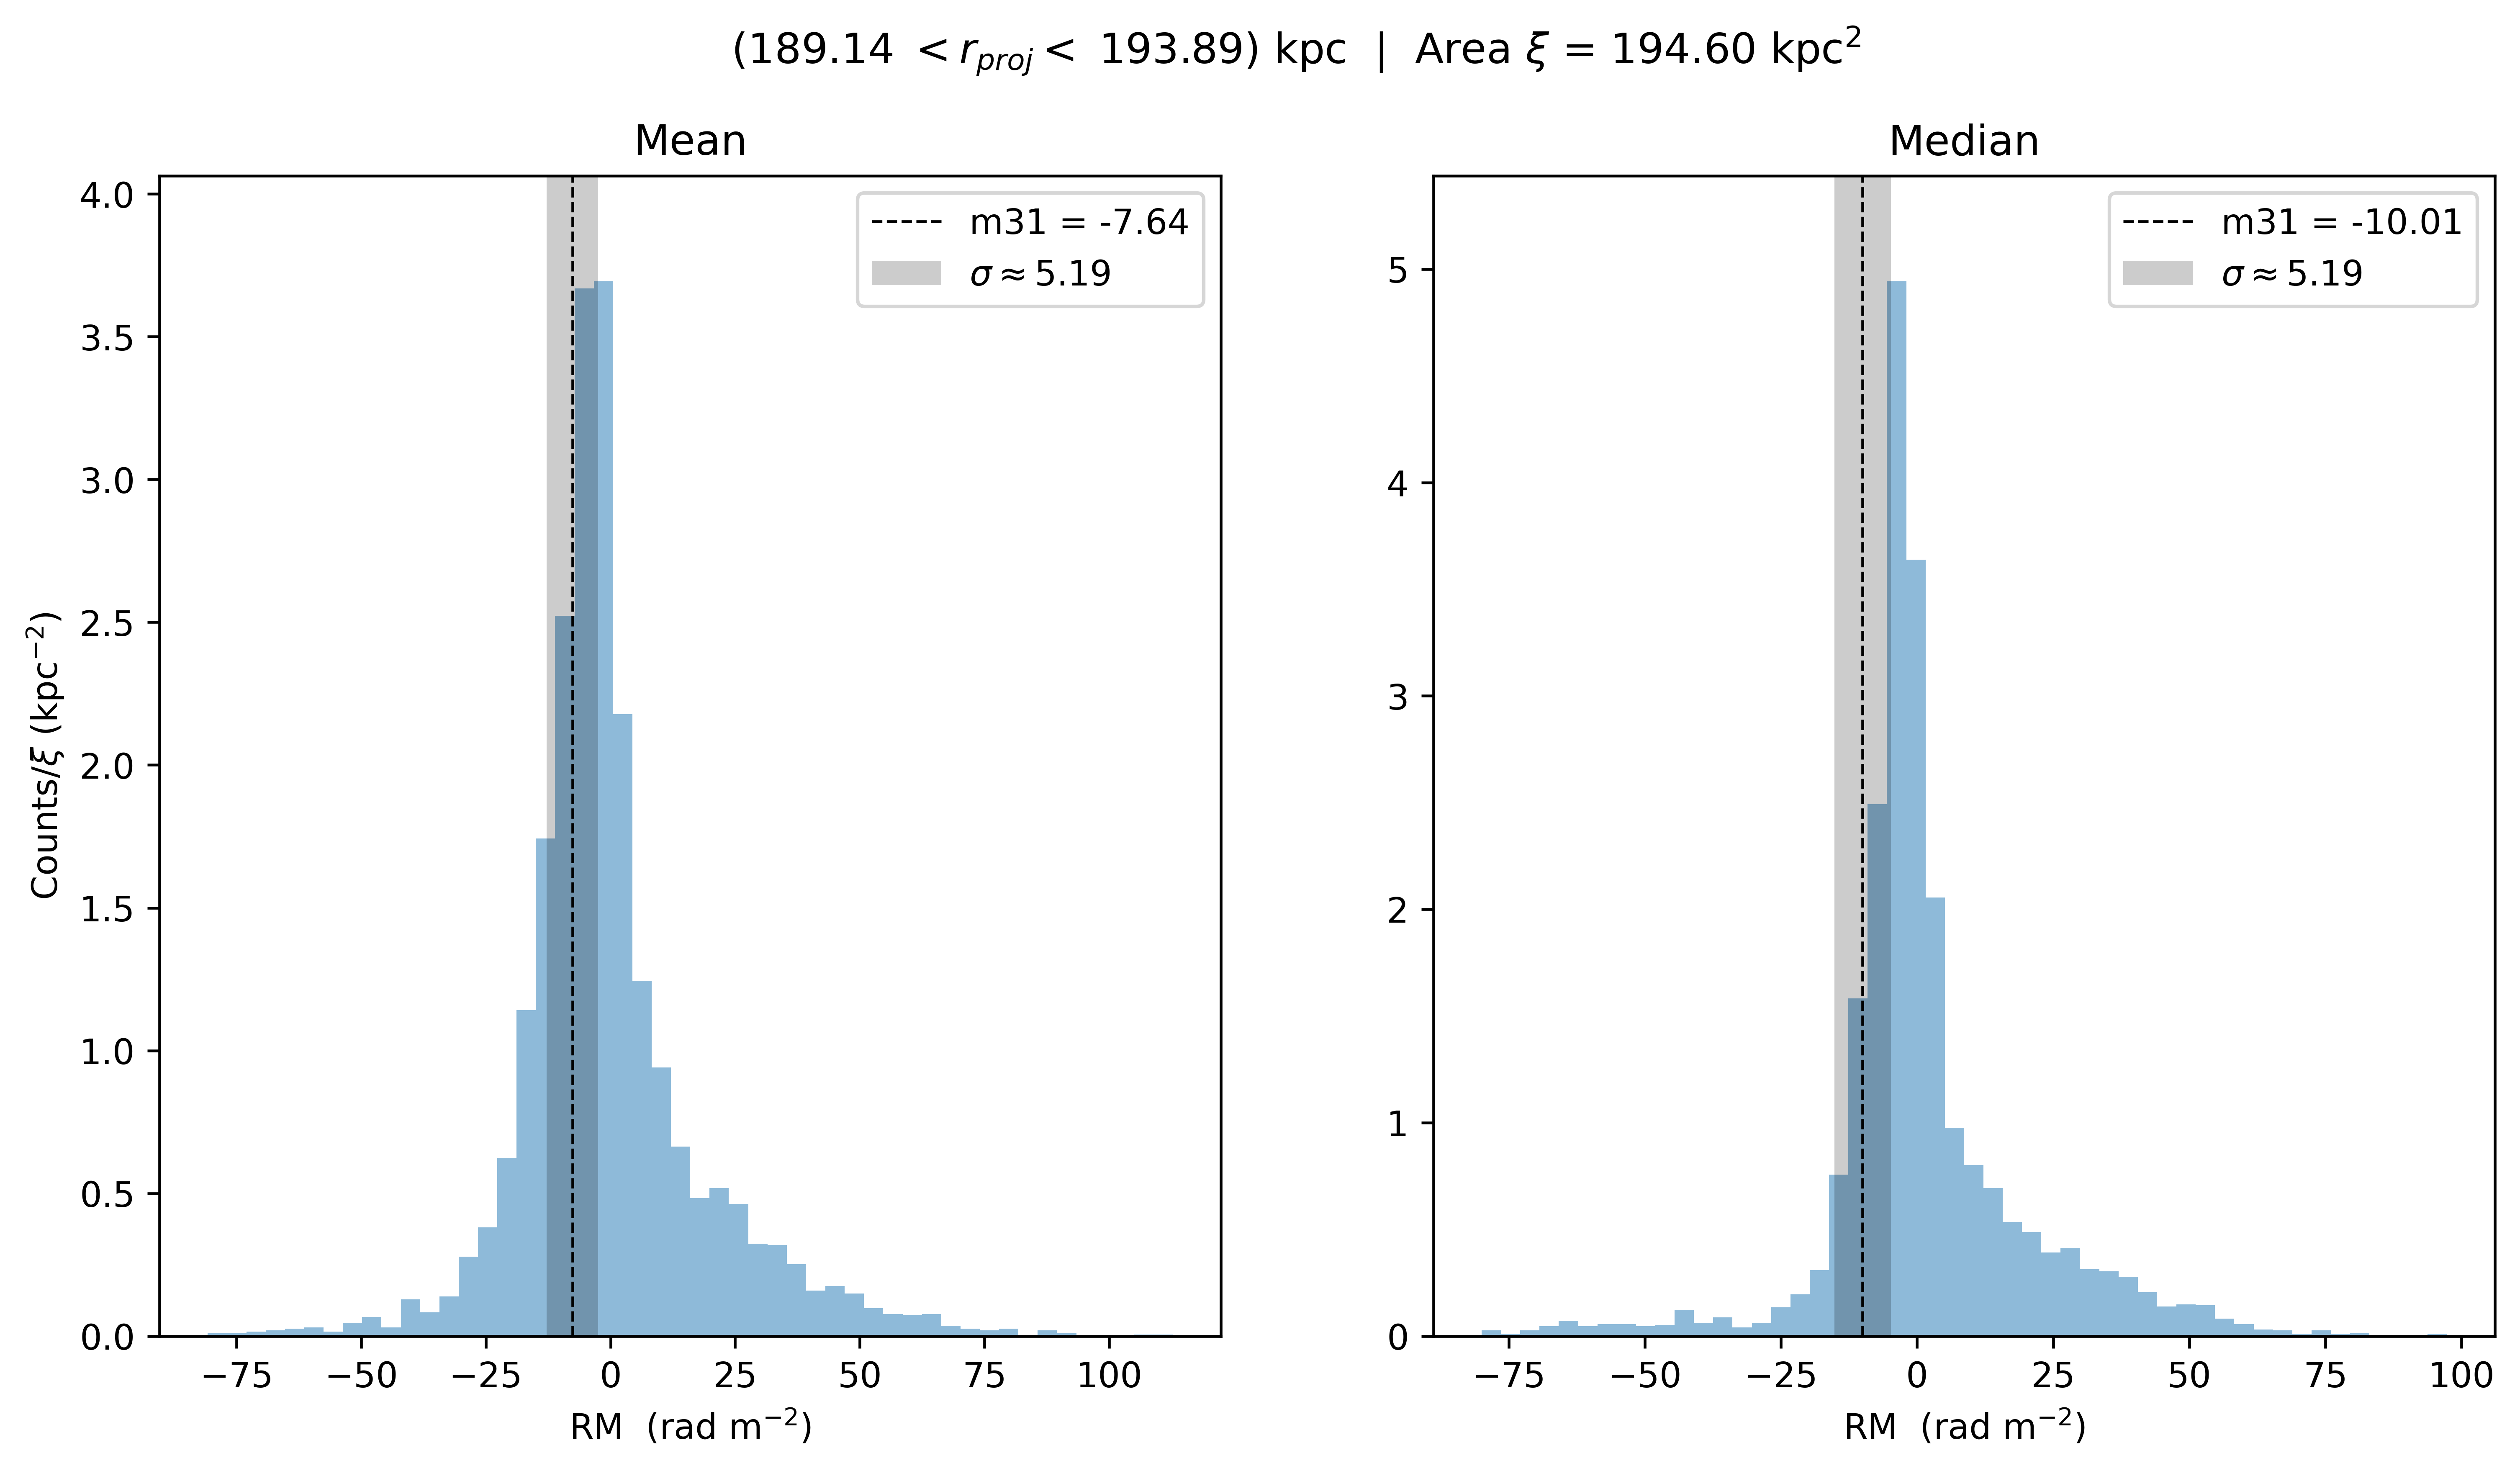 (189.14 < r_proj < 193.89) kpc | Area ξ = 194.60 kpc²
Mean
4.0
3.5
3.0
2.5
2.0
1.5
1.0
0.5
0.0
Counts/ξ (kpc⁻²)
m31 = -7.64
σ ≈ 5.19
−75 −50 −25 0 25 50 75 100
RM (rad m⁻²)
Median
5
4
3
2
1
0
m31 = -10.01
σ ≈ 5.19
−75 −50 −25 0 25 50 75 100
RM (rad m⁻²)